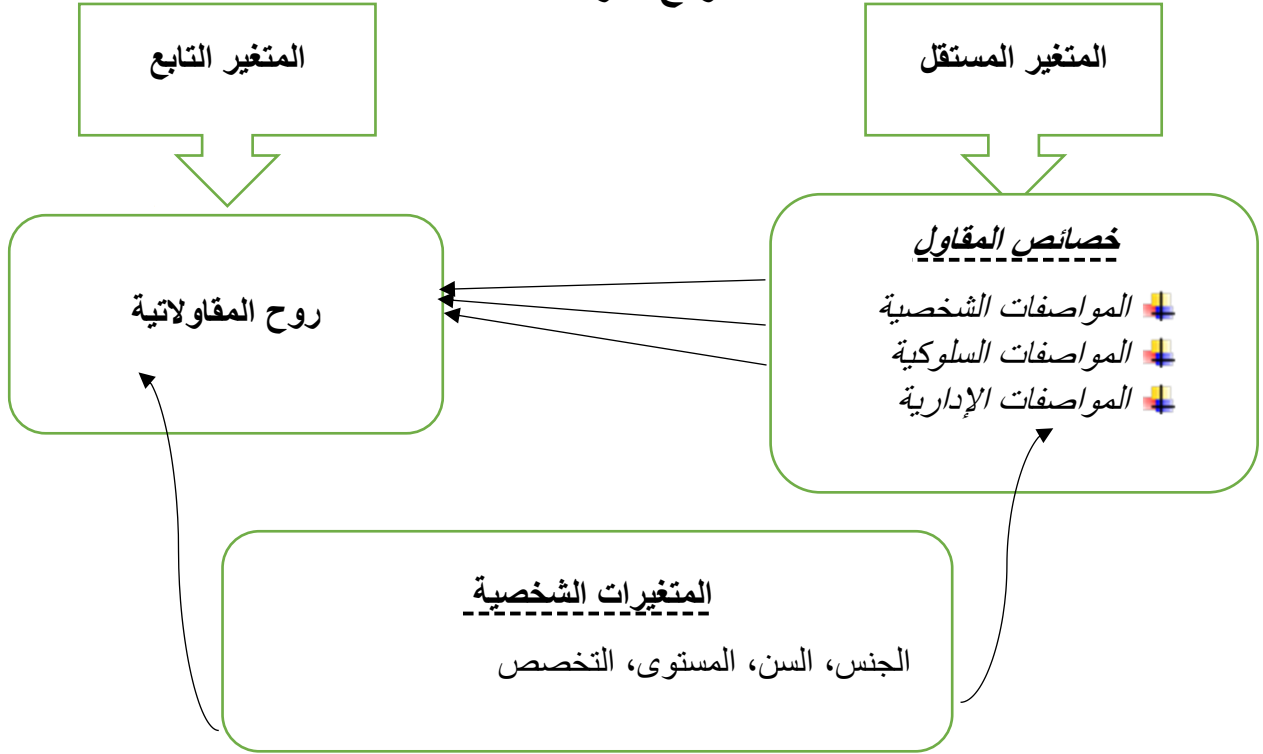 المتغير المستقل
المتغير التابع
خصائص المقاول
المواصفات الشخصية
المواصفات السلوكية
المواصفات الإدارية
روح المقاولاتية
المتغيرات الشخصية
الجنس، السن، المستوى، التخصص